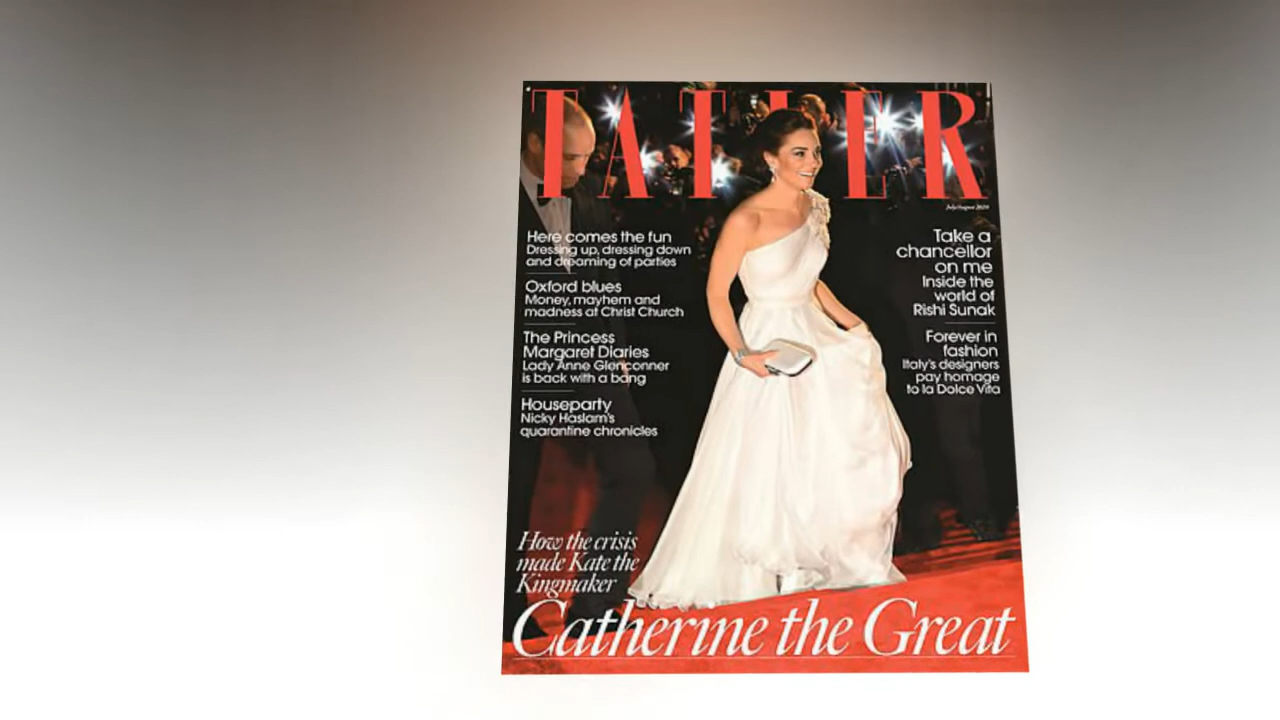 TATLER
July/August 2020
Here comes the fun
Dressing up, dressing down
and dreaming of parties
Oxford blues
Money, mayhem and
madness at Christ Church
The Princess
Margaret Diaries
Lady Anne Glenconner
is back with a bang
Houseparty
Nicky Haslam's
quarantine chronicles
Take a
chancellor
on me
Inside the
world of
Rishi Sunak
Forever in
fashion
Italy's designers
pay homage
to la Dolce Vita
How the crisis
made Kate the
Kingmaker
Catherine the Great